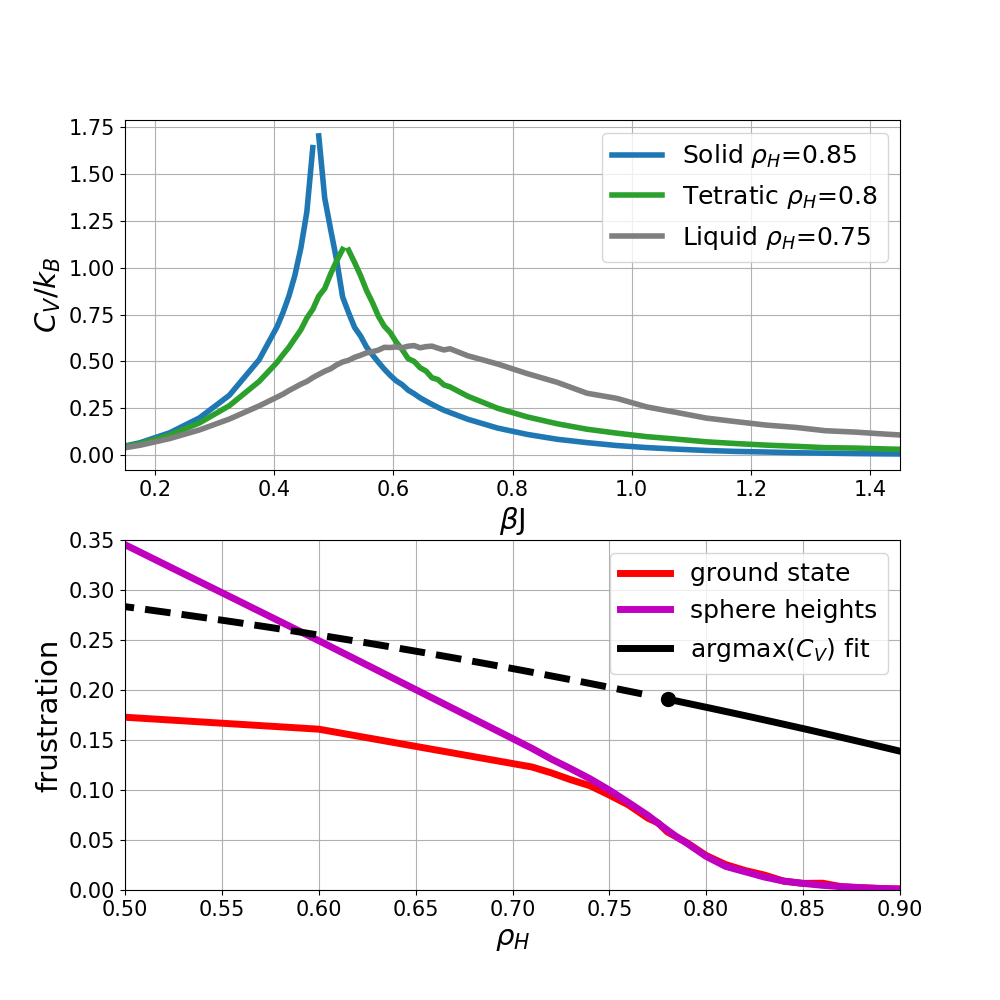 1.75
1.50
1.25
1.00
0.75
0.50
0.25
0.00
C_V/k_B
Solid ρ_H=0.85
Tetratic ρ_H=0.8
Liquid ρ_H=0.75
0.2 0.4 0.6 0.8 1.0 1.2 1.4
βJ
0.35
0.30
0.25
0.20
0.15
0.10
0.05
0.00
frustration
ground state
sphere heights
argmax(C_V) fit
0.50 0.55 0.60 0.65 0.70 0.75 0.80 0.85 0.90
ρ_H